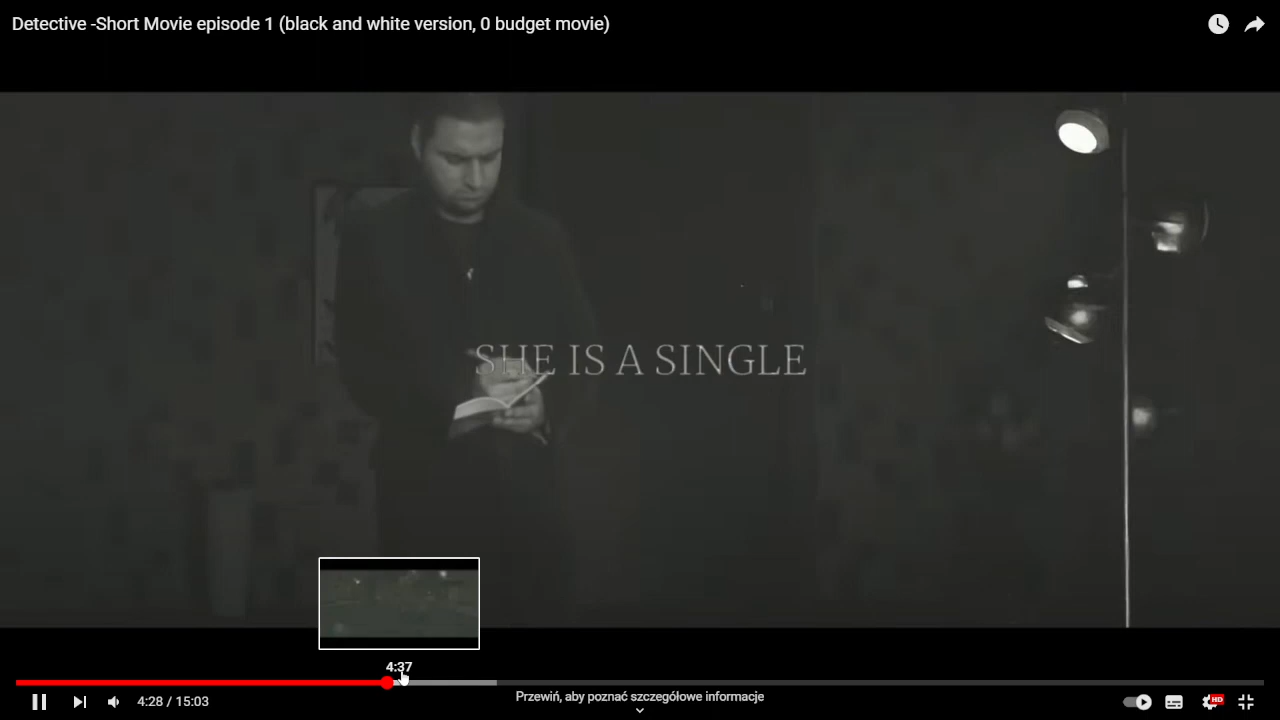 Detective -Short Movie episode 1 (black and white version, 0 budget movie)
SHE IS A SINGLE
4:37
4:28 / 15:03
Przewiń, aby poznać szczegółowe informacje
HD